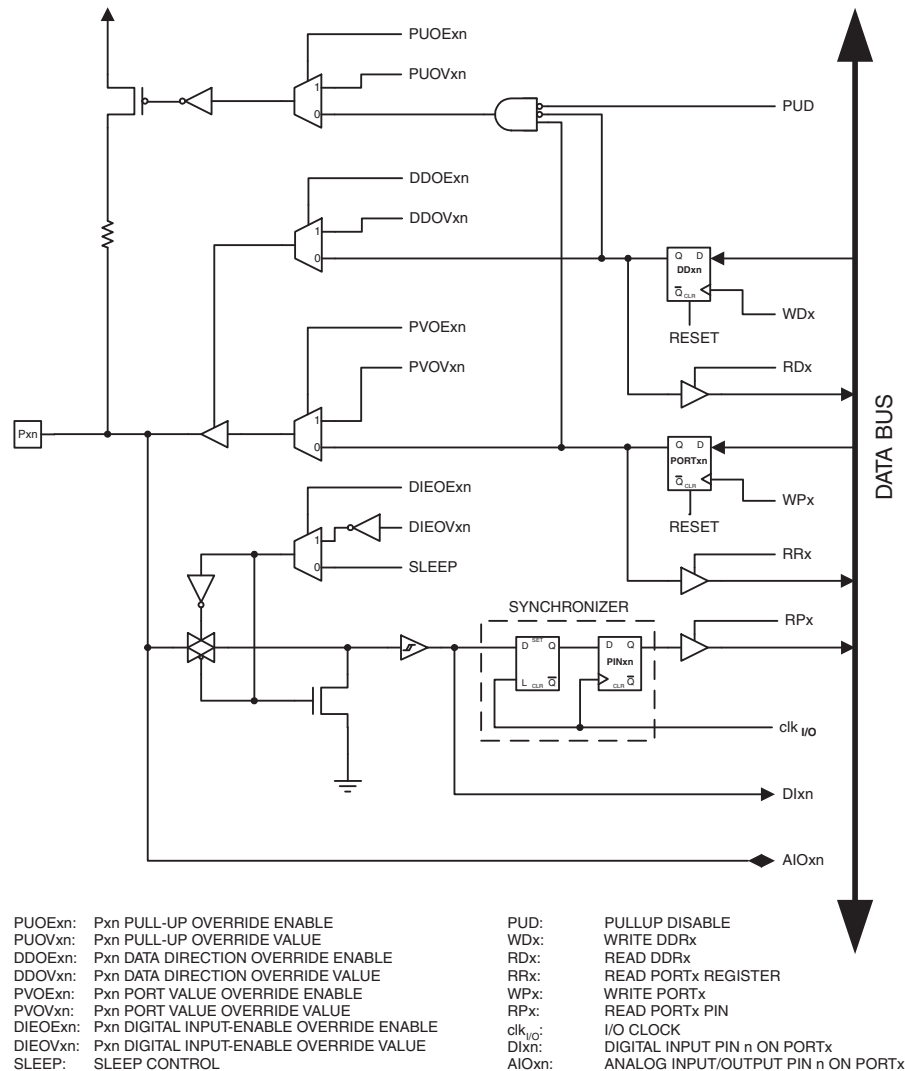 PUOExn
PUOVxn
1
0
PUD
DDOExn
DDOVxn
1
0
Q D
DDxn
Q CLR
WDx
RESET
PVOExn
RDx
PVOVxn
1
0
Pxn
Q D
PORTxn
Q CLR
DATA BUS
DIEOExn
WPx
RESET
DIEOVxn
1
0
SLEEP
RRx
SYNCHRONIZER
RPx
D SET Q
D Q
PINxn
L CLR Q
CLR Q
clk I/O
DIxn
AIOxn
PUOExn: Pxn PULL-UP OVERRIDE ENABLE
PUOVxn: Pxn PULL-UP OVERRIDE VALUE
DDOExn: Pxn DATA DIRECTION OVERRIDE ENABLE
DDOVxn: Pxn DATA DIRECTION OVERRIDE VALUE
PVOExn: Pxn PORT VALUE OVERRIDE ENABLE
PVOVxn: Pxn PORT VALUE OVERRIDE VALUE
DIEOExn: Pxn DIGITAL INPUT-ENABLE OVERRIDE ENABLE
DIEOVxn: Pxn DIGITAL INPUT-ENABLE OVERRIDE VALUE
SLEEP: SLEEP CONTROL
PUD: PULLUP DISABLE
WDx: WRITE DDRx
RDx: READ DDRx
RRx: READ PORTx REGISTER
WPx: WRITE PORTx
RPx: READ PORTx PIN
clkI/O: I/O CLOCK
DIxn: DIGITAL INPUT PIN n ON PORTx
AIOxn: ANALOG INPUT/OUTPUT PIN n ON PORTx